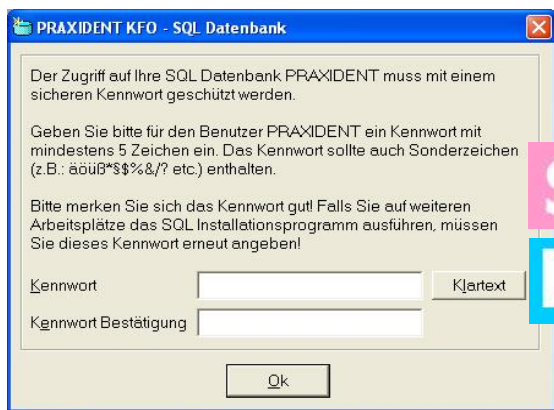 PRAXIDENT KFO - SQL Datenbank
Der Zugriff auf Ihre SQL Datenbank PRAXIDENT muss mit einem
sicheren Kennwort geschützt werden.
Geben Sie bitte für den Benutzer PRAXIDENT ein Kennwort mit
mindestens 5 Zeichen ein. Das Kennwort sollte auch Sonderzeichen
(z.B.: äöüß*§$%&/? etc.) enthalten.
Bitte merken Sie sich das Kennwort gut! Falls Sie auf weiteren
Arbeitsplätze das SQL Installationsprogramm ausführen, müssen
Sie dieses Kennwort erneut angeben!
Kennwort
Klartext
Kennwort Bestätigung
Ok